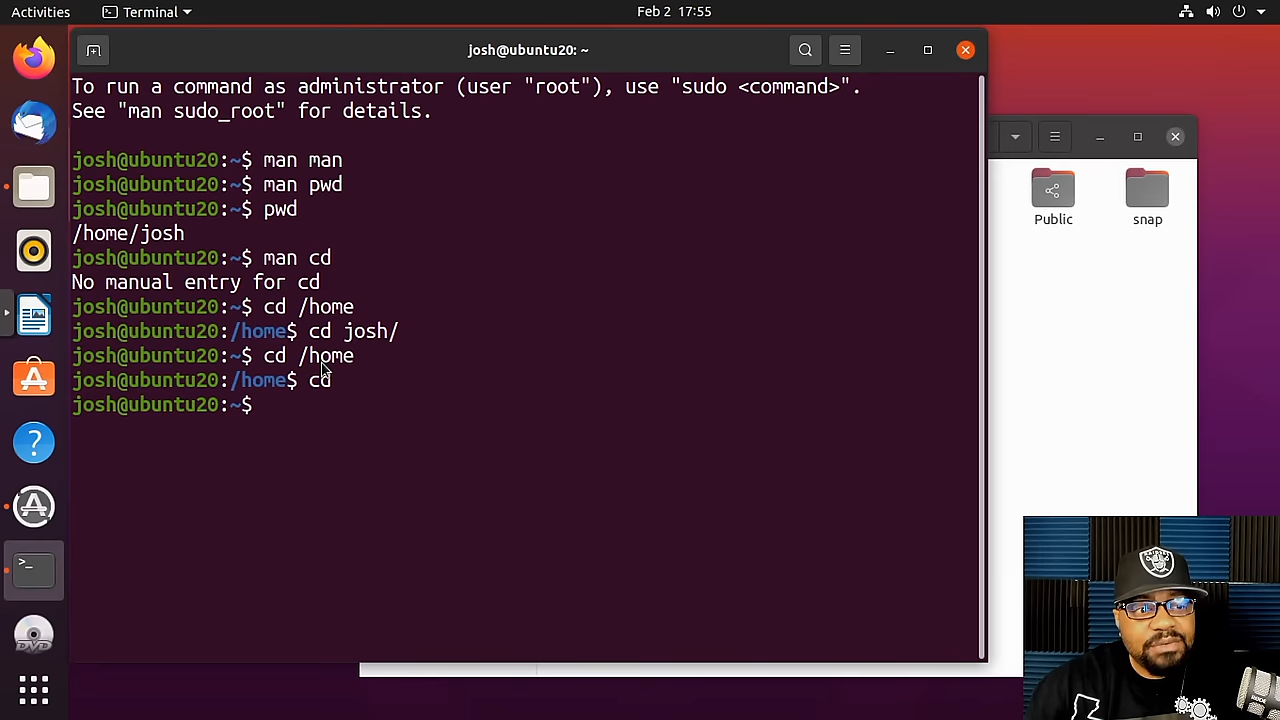 Activities
Terminal
Feb 2 17:55
josh@ubuntu20: ~
To run a command as administrator (user "root"), use "sudo <command>".
See "man sudo_root" for details.
josh@ubuntu20:~$ man man
josh@ubuntu20:~$ man pwd
josh@ubuntu20:~$ pwd
/home/josh
josh@ubuntu20:~$ man cd
No manual entry for cd
josh@ubuntu20:~$ cd /home
josh@ubuntu20:/home$ cd josh/
josh@ubuntu20:~$ cd /home
josh@ubuntu20:/home$ cd
josh@ubuntu20:~$
Public
snap
DVD
RAIDERS